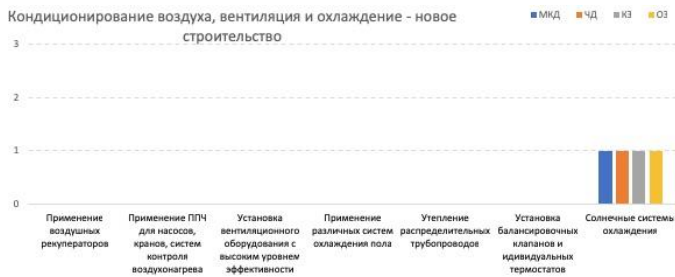 Кондиционирование воздуха, вентиляция и охлаждение - новое
строительство
МКД ЧД КЗ ОЗ
3
2
1
0
Применение
воздушных
рекуператоров
Применение ППЧ
для насосов,
кранов, систем
контроля
воздухонагрева
Установка
вентиляционного
оборудования с
высоким уровнем
эффективности
Применение
различных систем
охлаждения пола
Утепление
распределительных
трубопроводов
Установка
балансировочных
клапанов и
идивидуальных
термостатов
Солнечные системы
охлаждения